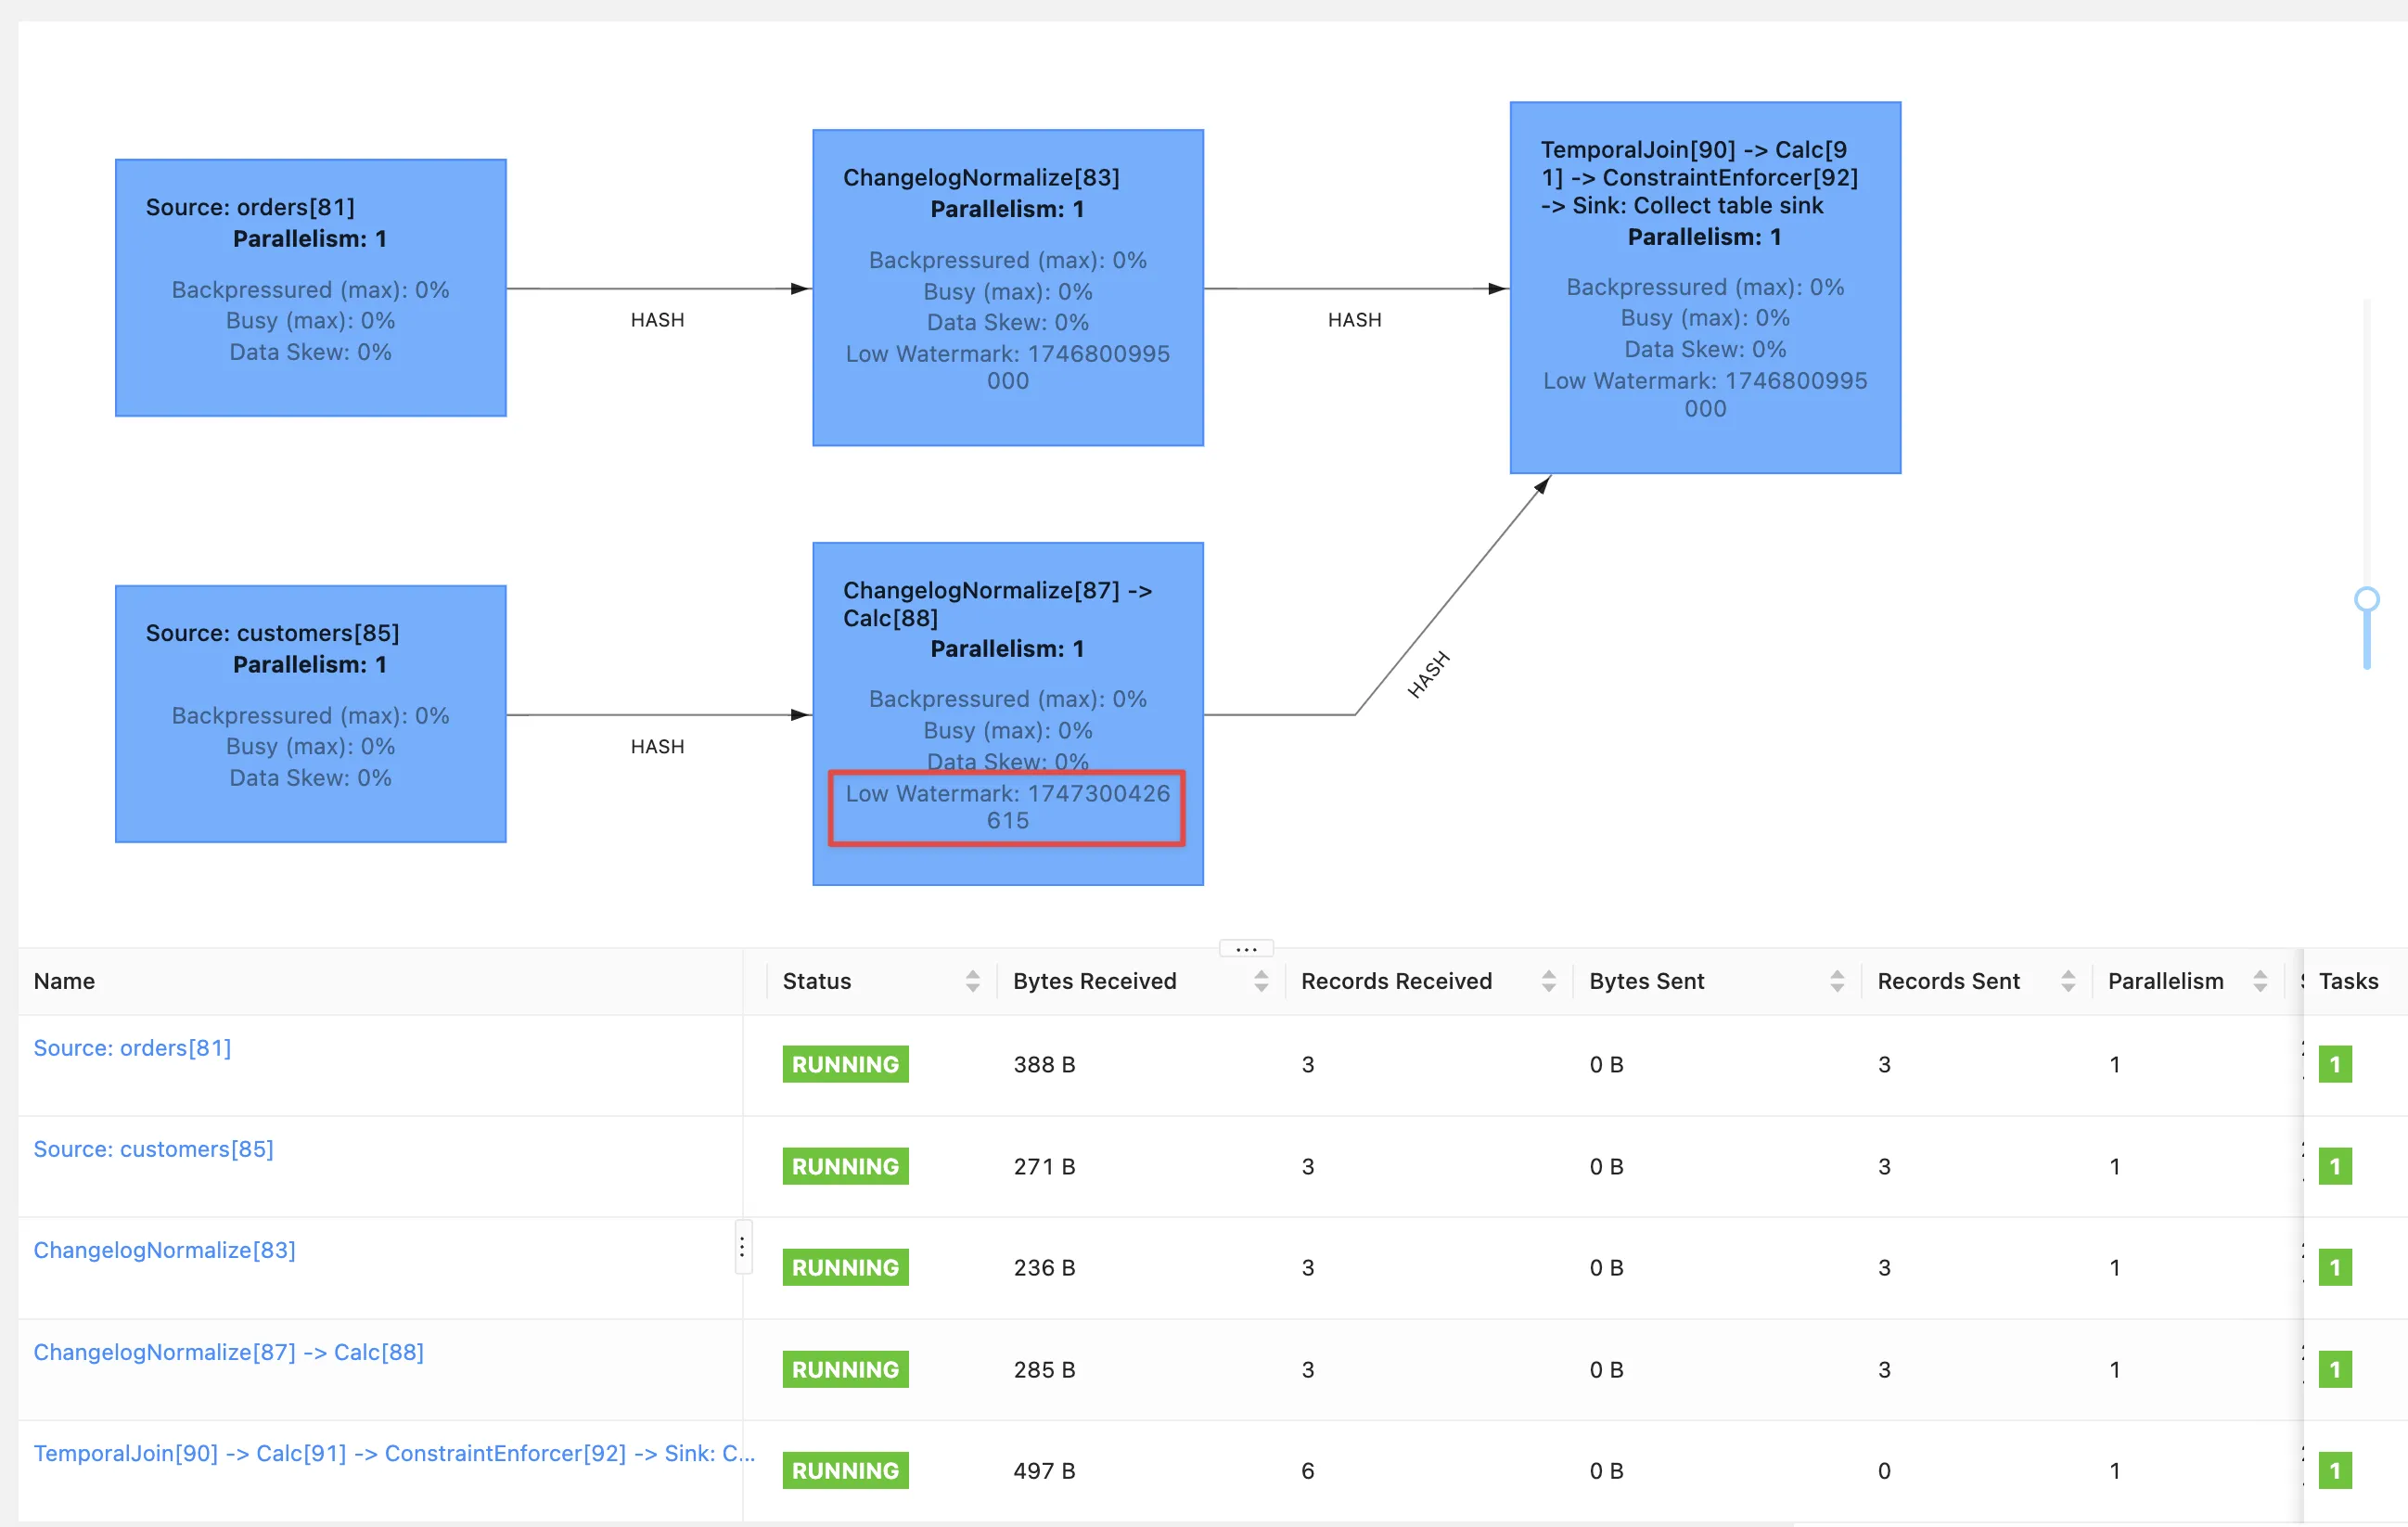 Source: orders[81]
Parallelism: 1
Backpressured (max): 0%
Busy (max): 0%
Data Skew: 0%
HASH
ChangelogNormalize[83]
Parallelism: 1
Backpressured (max): 0%
Busy (max): 0%
Data Skew: 0%
Low Watermark: 1746800995
000
HASH
TemporalJoin[90] -> Calc[9
1] -> ConstraintEnforcer[92]
-> Sink: Collect table sink
Parallelism: 1
Backpressured (max): 0%
Busy (max): 0%
Data Skew: 0%
Low Watermark: 1746800995
000
Source: customers[85]
Parallelism: 1
Backpressured (max): 0%
Busy (max): 0%
Data Skew: 0%
HASH
ChangelogNormalize[87] ->
Calc[88]
Parallelism: 1
Backpressured (max): 0%
Busy (max): 0%
Data Skew: 0%
Low Watermark: 1747300426
615
HASH
Name Status Bytes Received Records Received Bytes Sent Records Sent Parallelism Tasks
Source: orders[81] RUNNING 388 B 3 0 B 3 1 1
Source: customers[85] RUNNING 271 B 3 0 B 3 1 1
ChangelogNormalize[83] RUNNING 236 B 3 0 B 3 1 1
ChangelogNormalize[87] -> Calc[88] RUNNING 285 B 3 0 B 3 1 1
TemporalJoin[90] -> Calc[91] -> ConstraintEnforcer[92] -> Sink: C... RUNNING 497 B 6 0 B 0 1 1